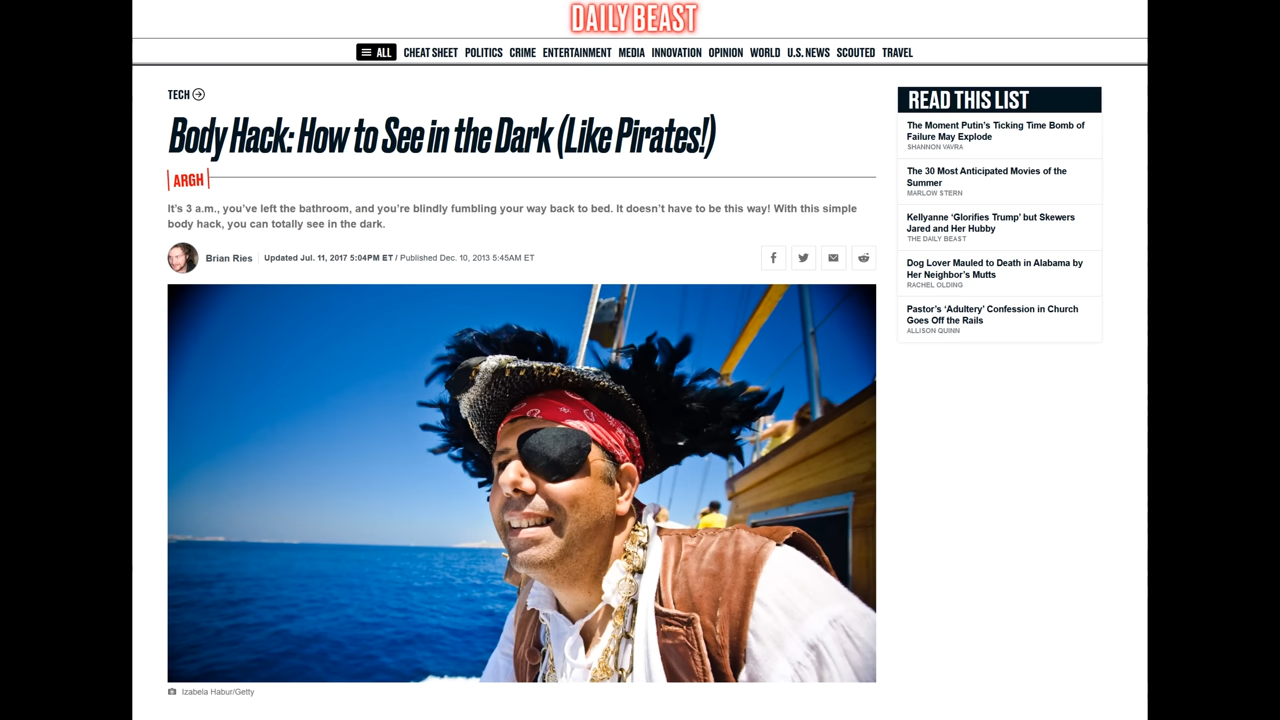 DAILY BEAST
ALL CHEAT SHEET POLITICS CRIME ENTERTAINMENT MEDIA INNOVATION OPINION WORLD U.S. NEWS SCOUTED TRAVEL
TECH
Body Hack: How to See in the Dark (Like Pirates!)
ARGH
It's 3 a.m., you've left the bathroom, and you're blindly fumbling your way back to bed. It doesn't have to be this way! With this simple
body hack, you can totally see in the dark.
Brian Ries Updated Jul. 11, 2017 5:04PM ET / Published Dec. 10, 2013 5:45AM ET
Izabela Habur/Getty
READ THIS LIST
The Moment Putin's Ticking Time Bomb of
Failure May Explode
SHANNON VAVRA
The 30 Most Anticipated Movies of the
Summer
MARLOW STERN
Kellyanne 'Glorifies Trump' but Skewers
Jared and Her Hubby
THE DAILY BEAST
Dog Lover Mauled to Death in Alabama by
Her Neighbor's Mutts
RACHEL OLDING
Pastor's 'Adultery' Confession in Church
Goes Off the Rails
ALLISON QUINN